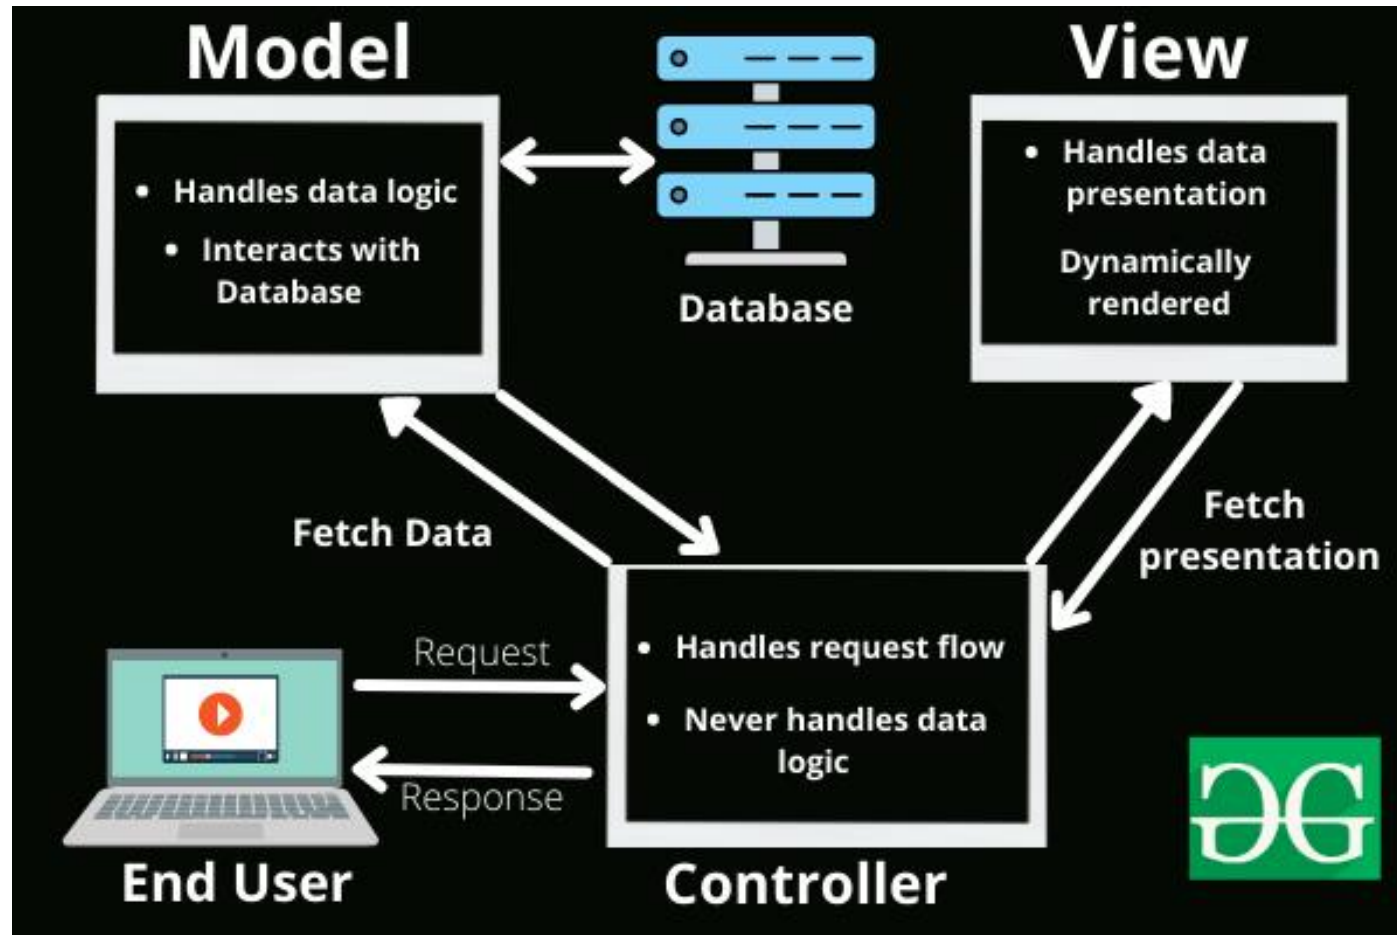 Model
• Handles data logic
• Interacts with
Database
Database
View
• Handles data
presentation
Dynamically
rendered
Fetch Data
Fetch
presentation
Request
Response
• Handles request flow
• Never handles data
logic
End User
Controller